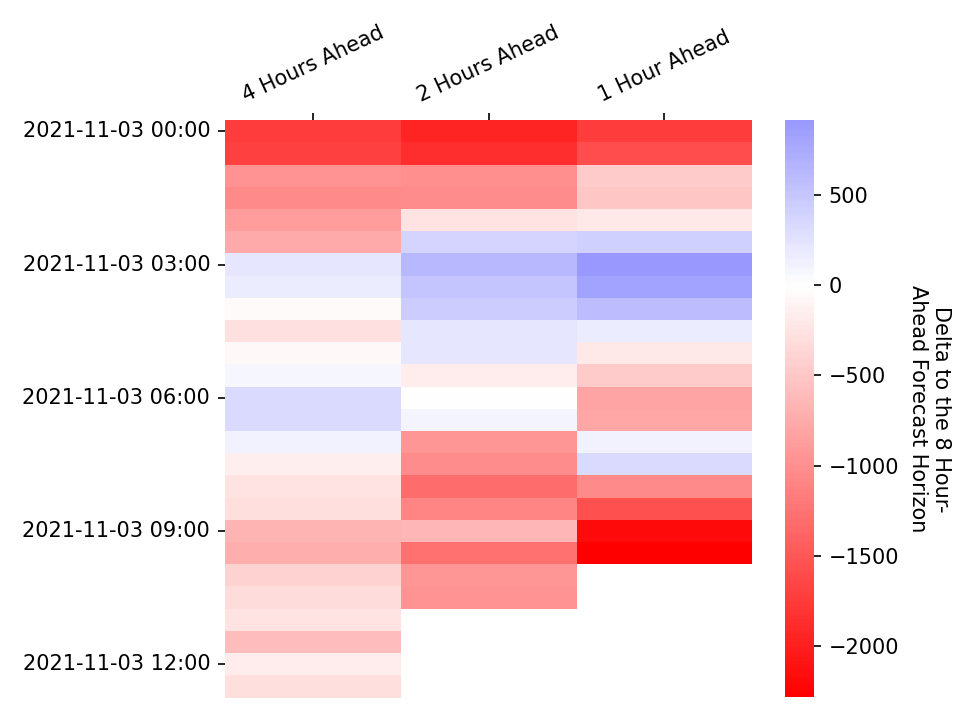 4 Hours Ahead
2 Hours Ahead
1 Hour Ahead
2021-11-03 00:00
2021-11-03 03:00
2021-11-03 06:00
2021-11-03 09:00
2021-11-03 12:00
500
0
−500
−1000
−1500
−2000
Delta to the 8 Hour-
Ahead Forecast Horizon